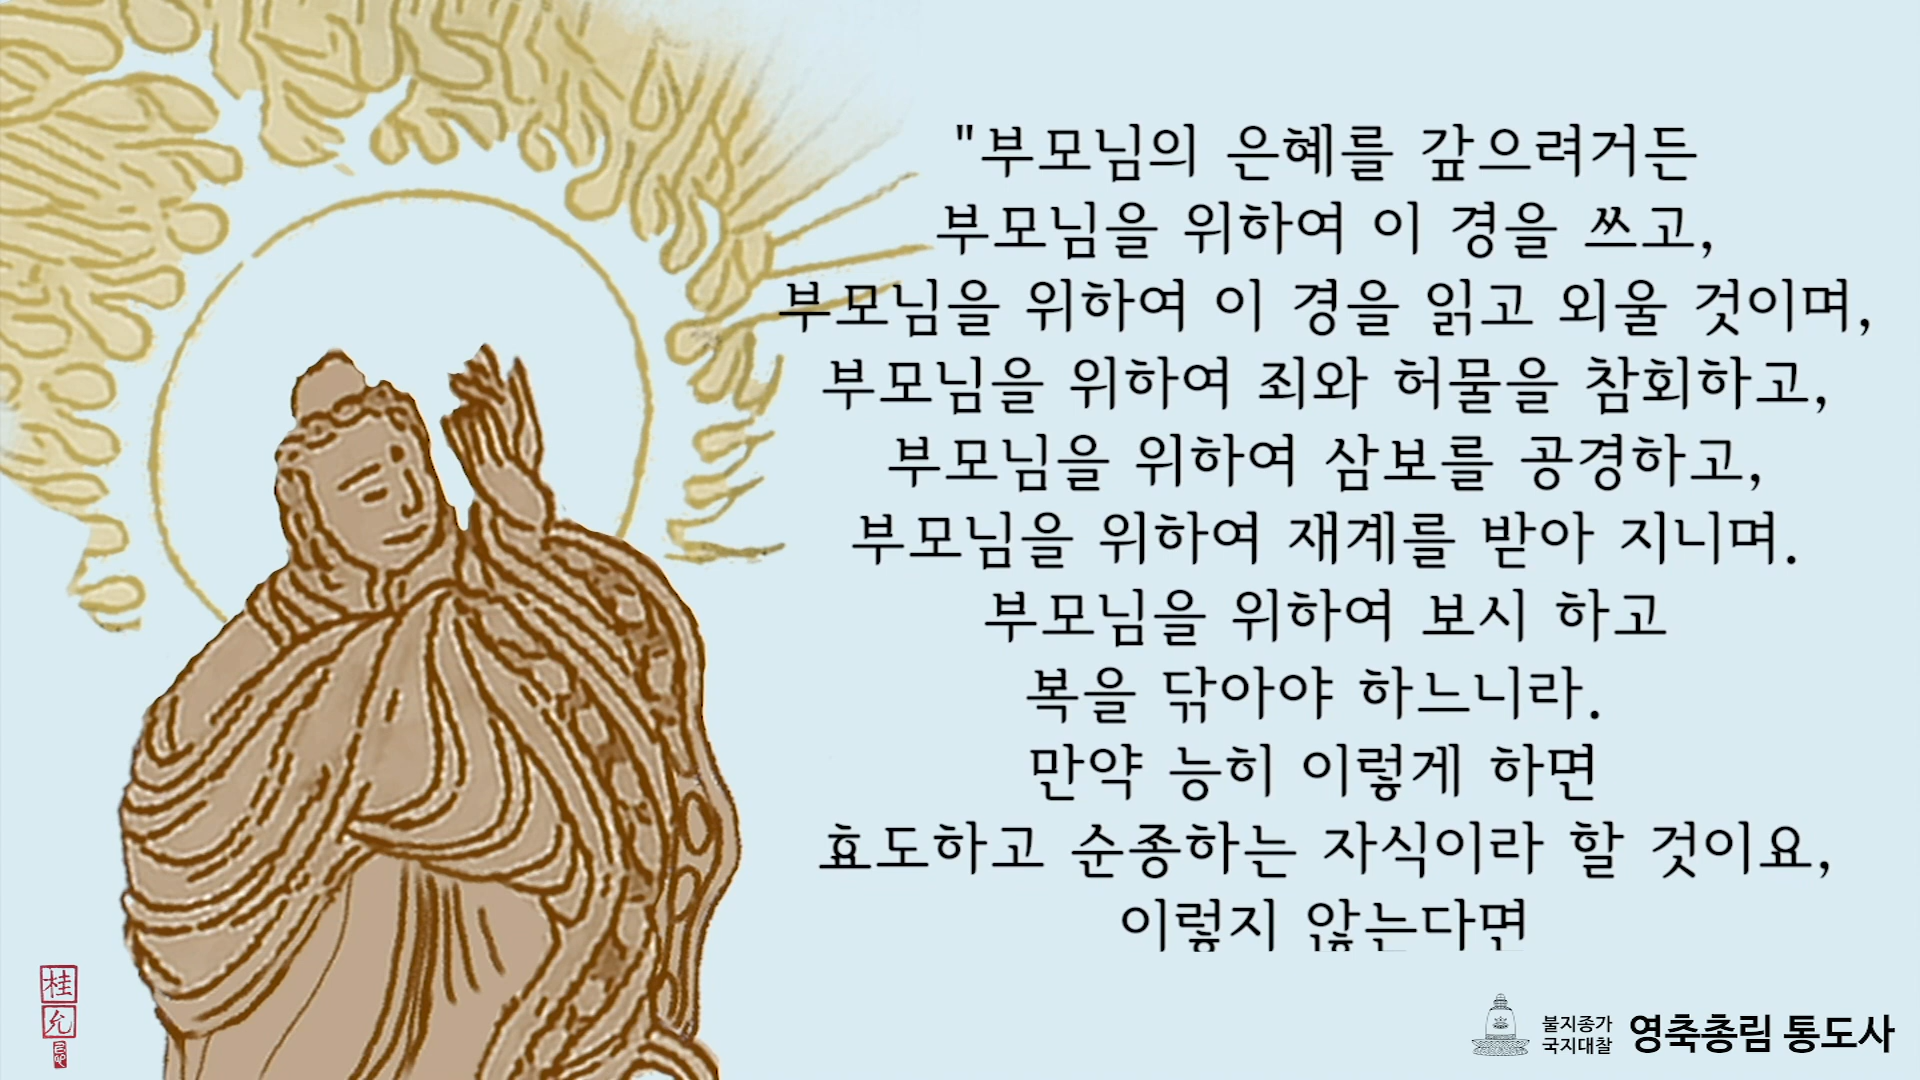 "부모님의 은혜를 갚으려거든
부모님을 위하여 이 경을 쓰고,
부모님을 위하여 이 경을 읽고 외울 것이며,
부모님을 위하여 죄와 허물을 참회하고,
부모님을 위하여 삼보를 공경하고,
부모님을 위하여 재계를 받아 지니며.
부모님을 위하여 보시 하고
복을 닦아야 하느니라.
만약 능히 이렇게 하면
효도하고 순종하는 자식이라 할 것이요,
이렇지 않는다면
桂
允
불지종가
국지대찰
영축총림 통도사